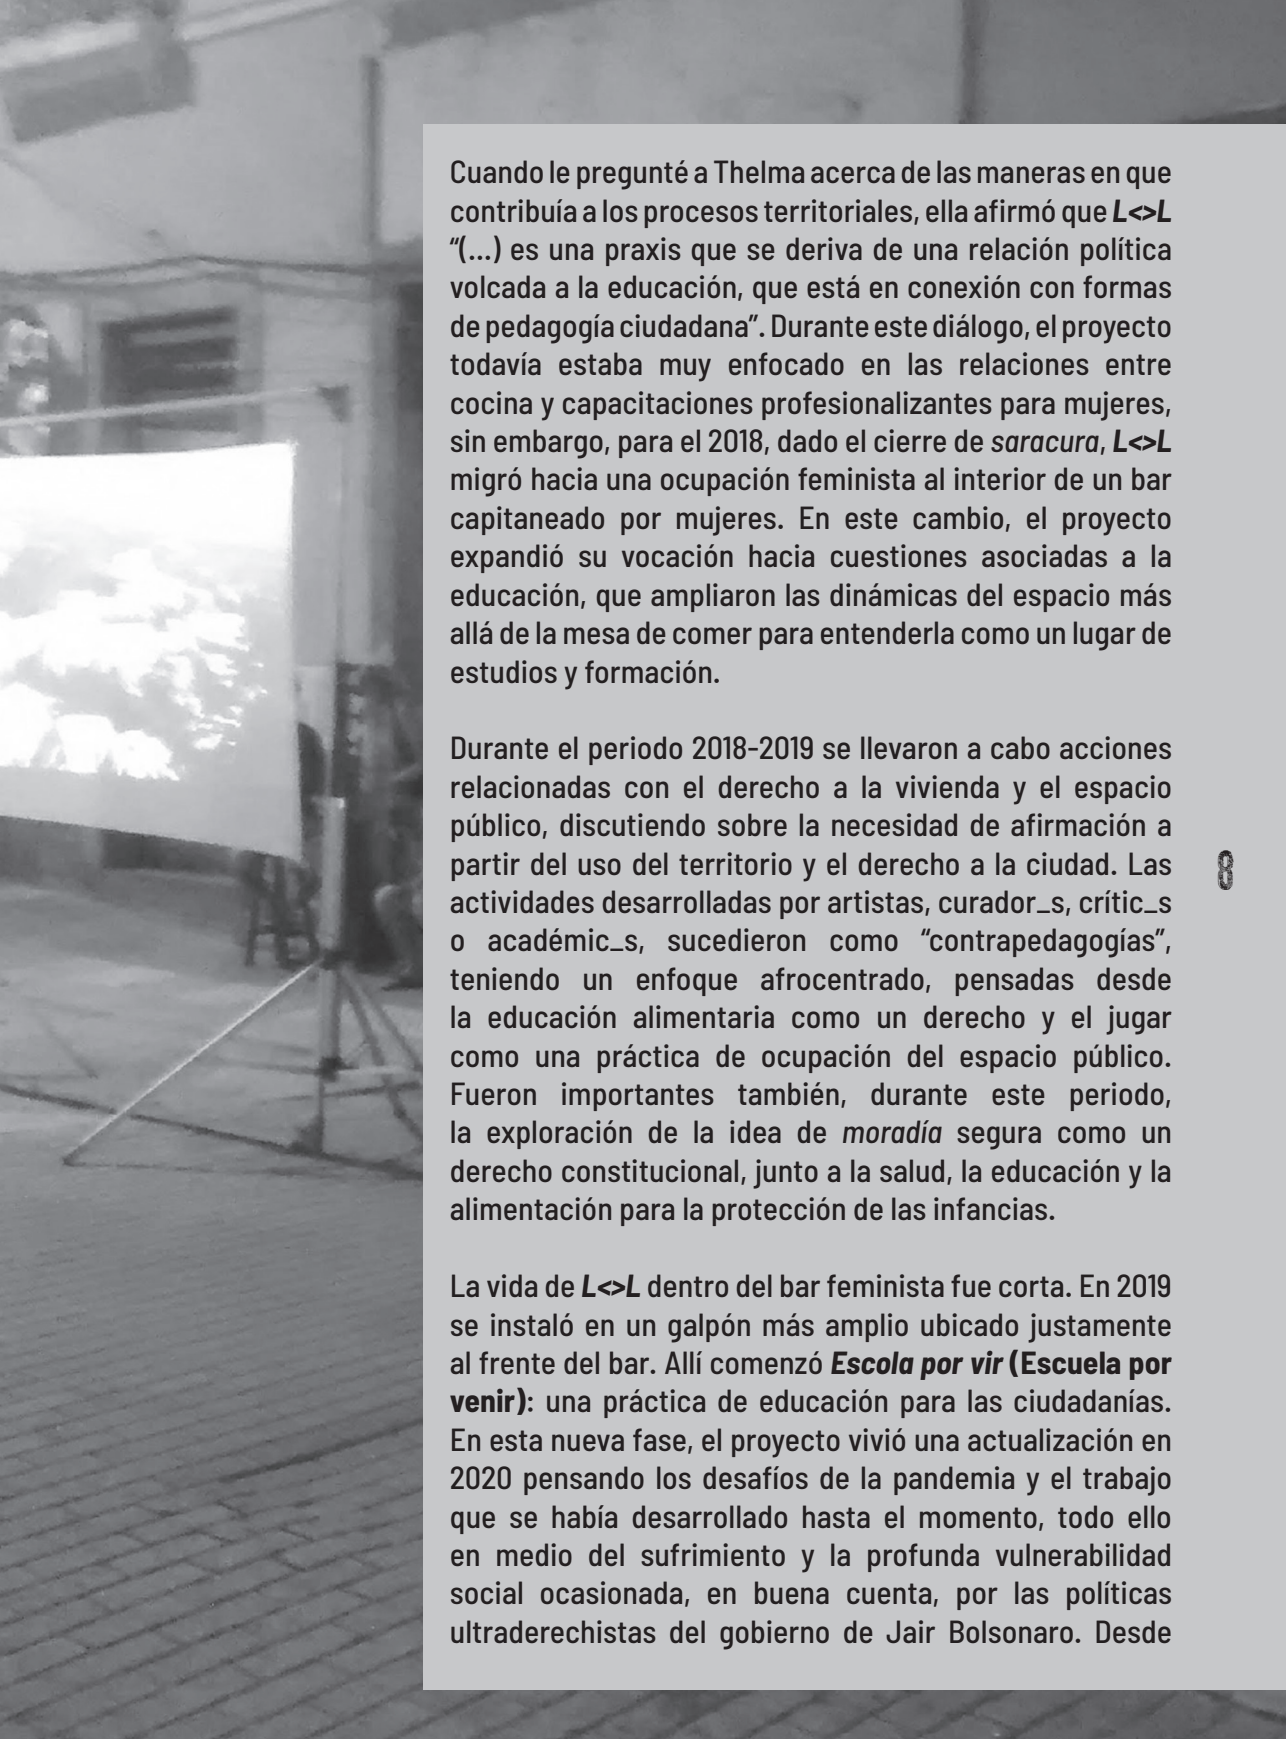 Cuando le pregunté a Thelma acerca de las maneras en que
contribuía a los procesos territoriales, ella afirmó que L<>L
“(...) es una praxis que se deriva de una relación política
volcada a la educación, que está en conexión con formas
de pedagogía ciudadana”. Durante este diálogo, el proyecto
todavía estaba muy enfocado en las relaciones entre
cocina y capacitaciones profesionalizantes para mujeres,
sin embargo, para el 2018, dado el cierre de saracura, L<>L
migró hacia una ocupación feminista al interior de un bar
capitaneado por mujeres. En este cambio, el proyecto
expandió su vocación hacia cuestiones asociadas a la
educación, que ampliaron las dinámicas del espacio más
allá de la mesa de comer para entenderla como un lugar de
estudios y formación.
Durante el periodo 2018-2019 se llevaron a cabo acciones
relacionadas con el derecho a la vivienda y el espacio
público, discutiendo sobre la necesidad de afirmación a
partir del uso del territorio y el derecho a la ciudad. Las
actividades desarrolladas por artistas, curador_s, crític_s
o académic_s, sucedieron como “contrapedagogías”,
teniendo un enfoque afrocentrado, pensadas desde
la educación alimentaria como un derecho y el jugar
como una práctica de ocupación del espacio público.
Fueron importantes también, durante este periodo,
la exploración de la idea de moradía segura como un
derecho constitucional, junto a la salud, la educación y la
alimentación para la protección de las infancias.
La vida de L<>L dentro del bar feminista fue corta. En 2019
se instaló en un galpón más amplio ubicado justamente
al frente del bar. Allí comenzó Escola por vir (Escuela por
venir): una práctica de educación para las ciudadanías.
En esta nueva fase, el proyecto vivió una actualización en
2020 pensando los desafíos de la pandemia y el trabajo
que se había desarrollado hasta el momento, todo ello
en medio del sufrimiento y la profunda vulnerabilidad
social ocasionada, en buena cuenta, por las políticas
ultraderechistas del gobierno de Jair Bolsonaro. Desde
8